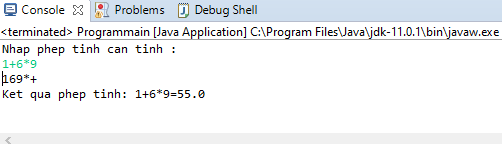 Console Problems Debug Shell
<terminated> Programmain [Java Application] C:\Program Files\Java\jdk-11.0.1\bin\javaw.exe
Nhap phep tinh can tinh :
1+6*9
169*+
Ket qua phep tinh: 1+6*9=55.0